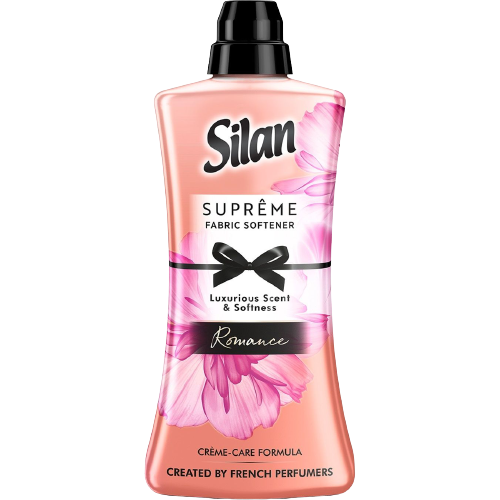 Silan
SUPRÊME
FABRIC SOFTENER
Luxurious Scent
& Softness
Romance
CRÈME-CARE FORMULA
CREATED BY FRENCH PERFUMERS